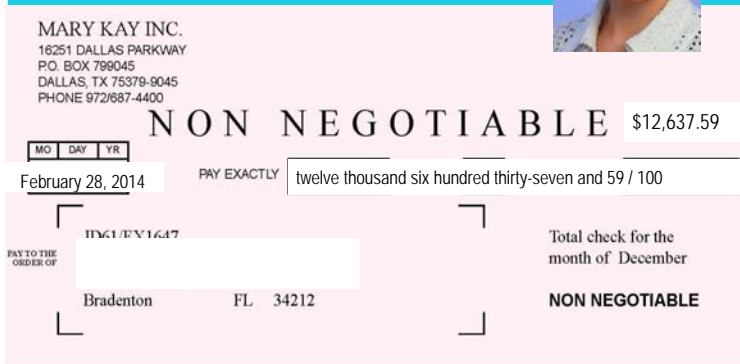 MARY KAY INC.
16251 DALLAS PARKWAY
P.O. BOX 799045
DALLAS, TX 75379-9045
PHONE 972/687-4400
NON NEGOTIABLE $12,637.59
MO DAY YR
February 28, 2014 PAY EXACTLY twelve thousand six hundred thirty-seven and 59 / 100
JD61/EX1647
PAY TO THE
ORDER OF
Bradenton FL 34212
Total check for the
month of December
NON NEGOTIABLE